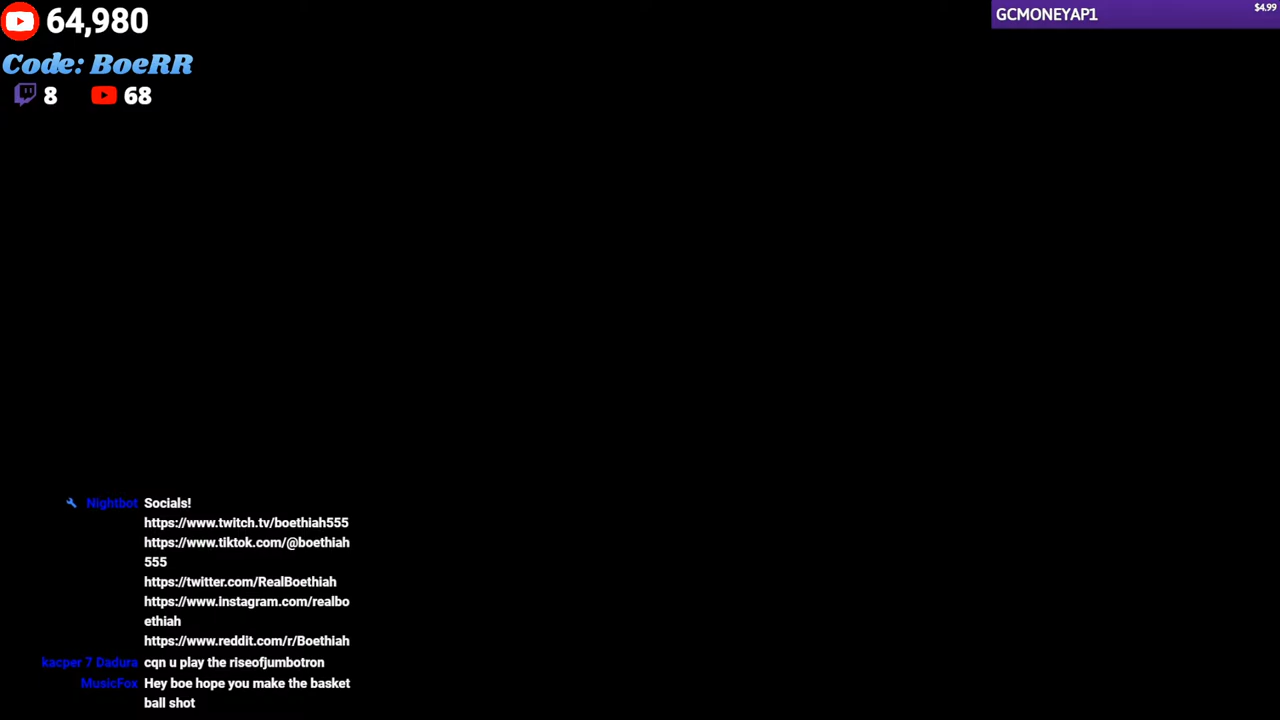 64,980
GCMONEYAP1
$4.99
Code: BoeRR
8
68
Nightbot Socials!
https://www.twitch.tv/boethiah555
https://www.tiktok.com/@boethiah
555
https://twitter.com/RealBoethiah
https://www.instagram.com/realbo
ethiah
https://www.reddit.com/r/Boethiah
kacper 7 Dadura cqn u play the riseofjumbotron
MusicFox Hey boe hope you make the basket
ball shot